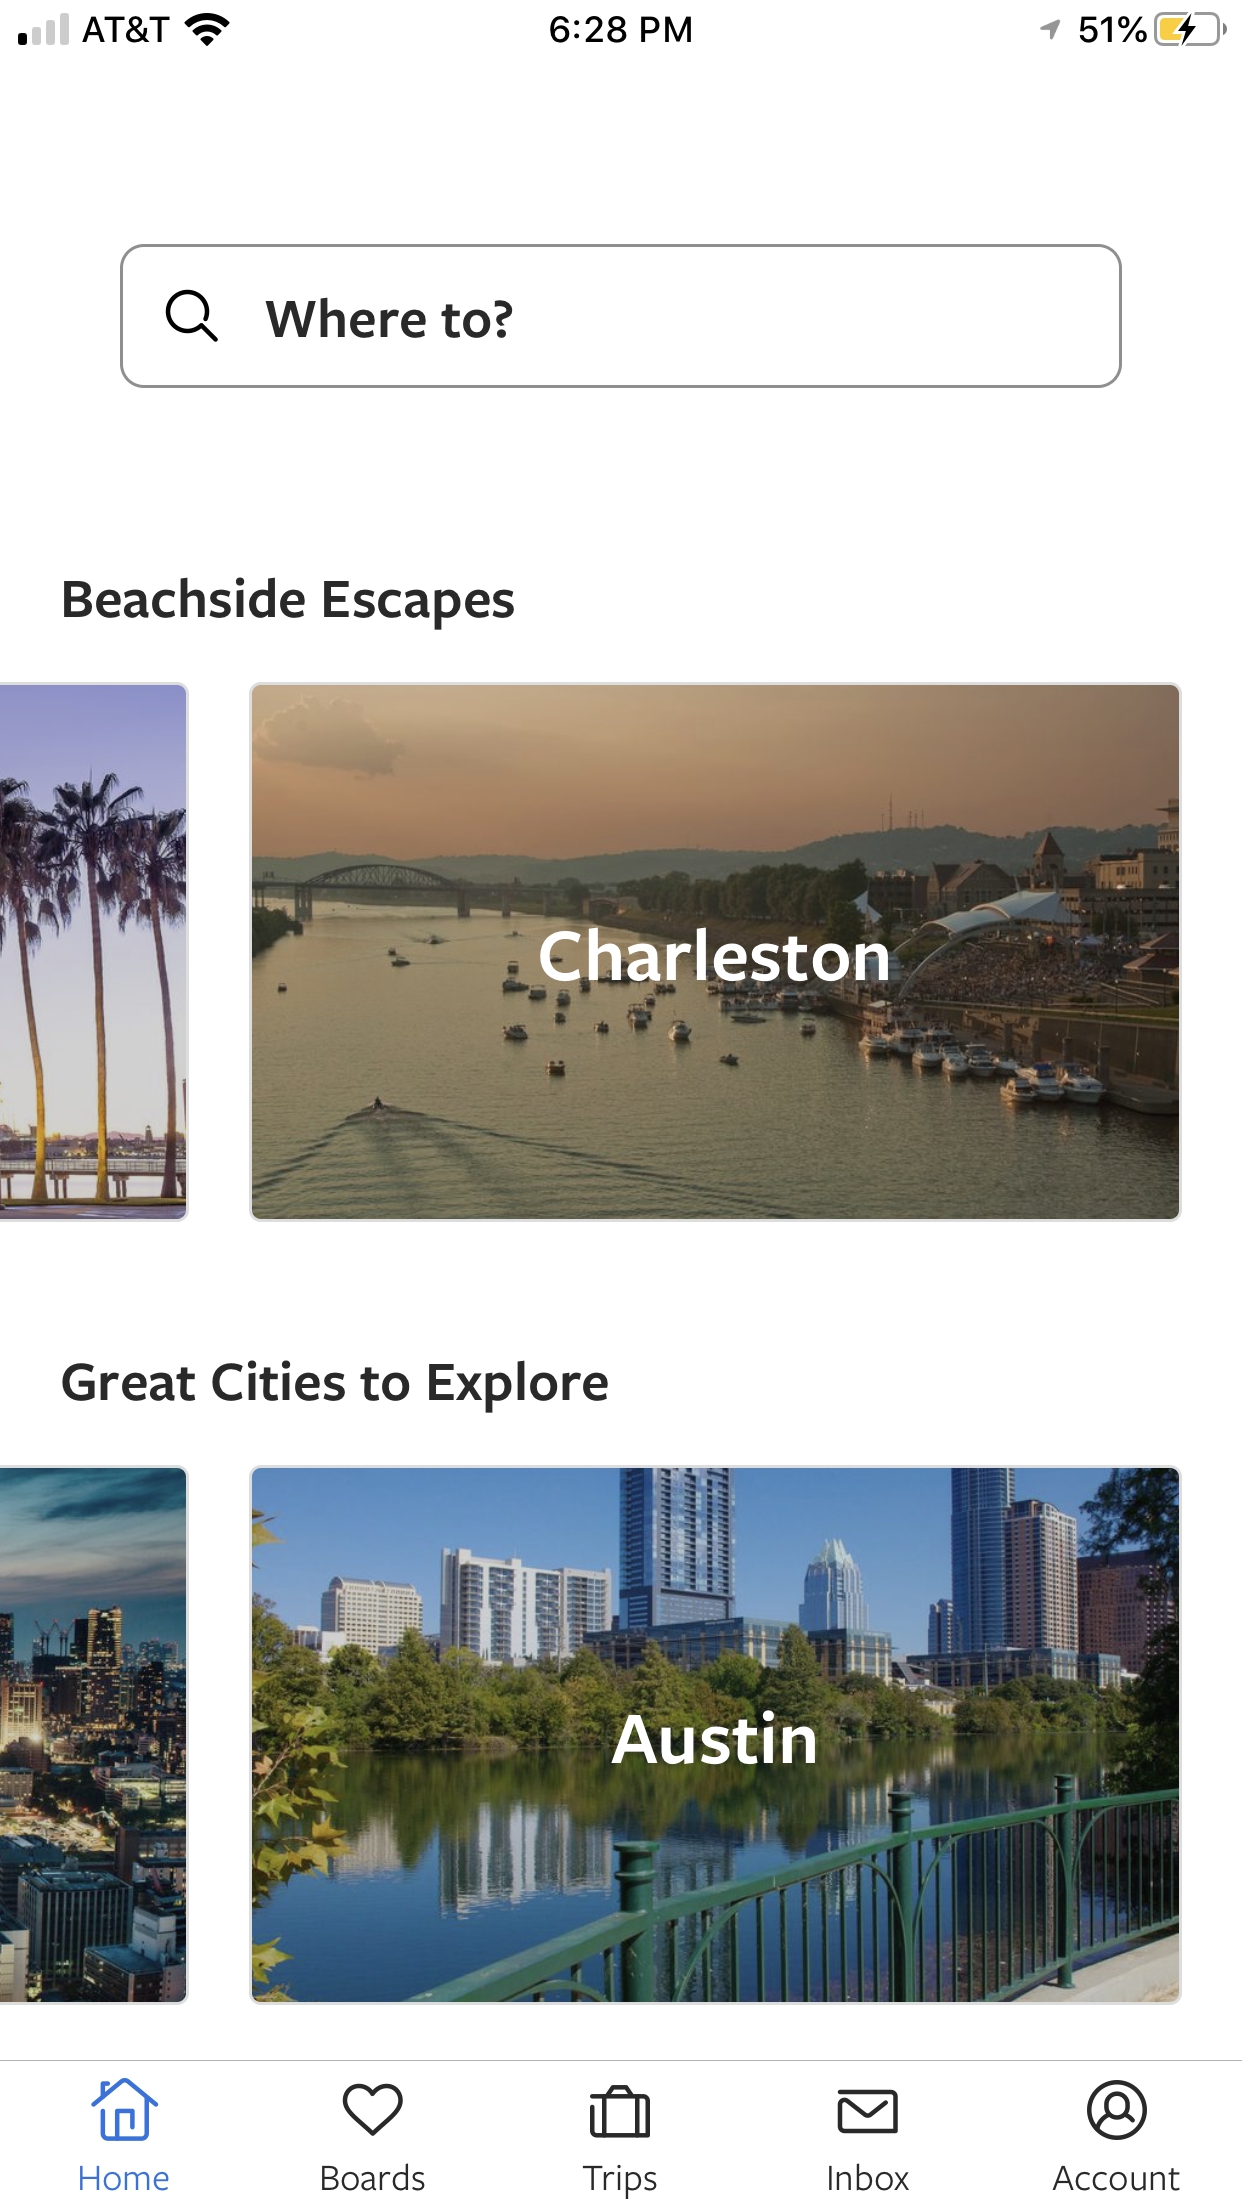 AT&T 6:28 PM 51%
Where to?
Beachside Escapes
Charleston
Great Cities to Explore
Austin
Home Boards Trips Inbox Account